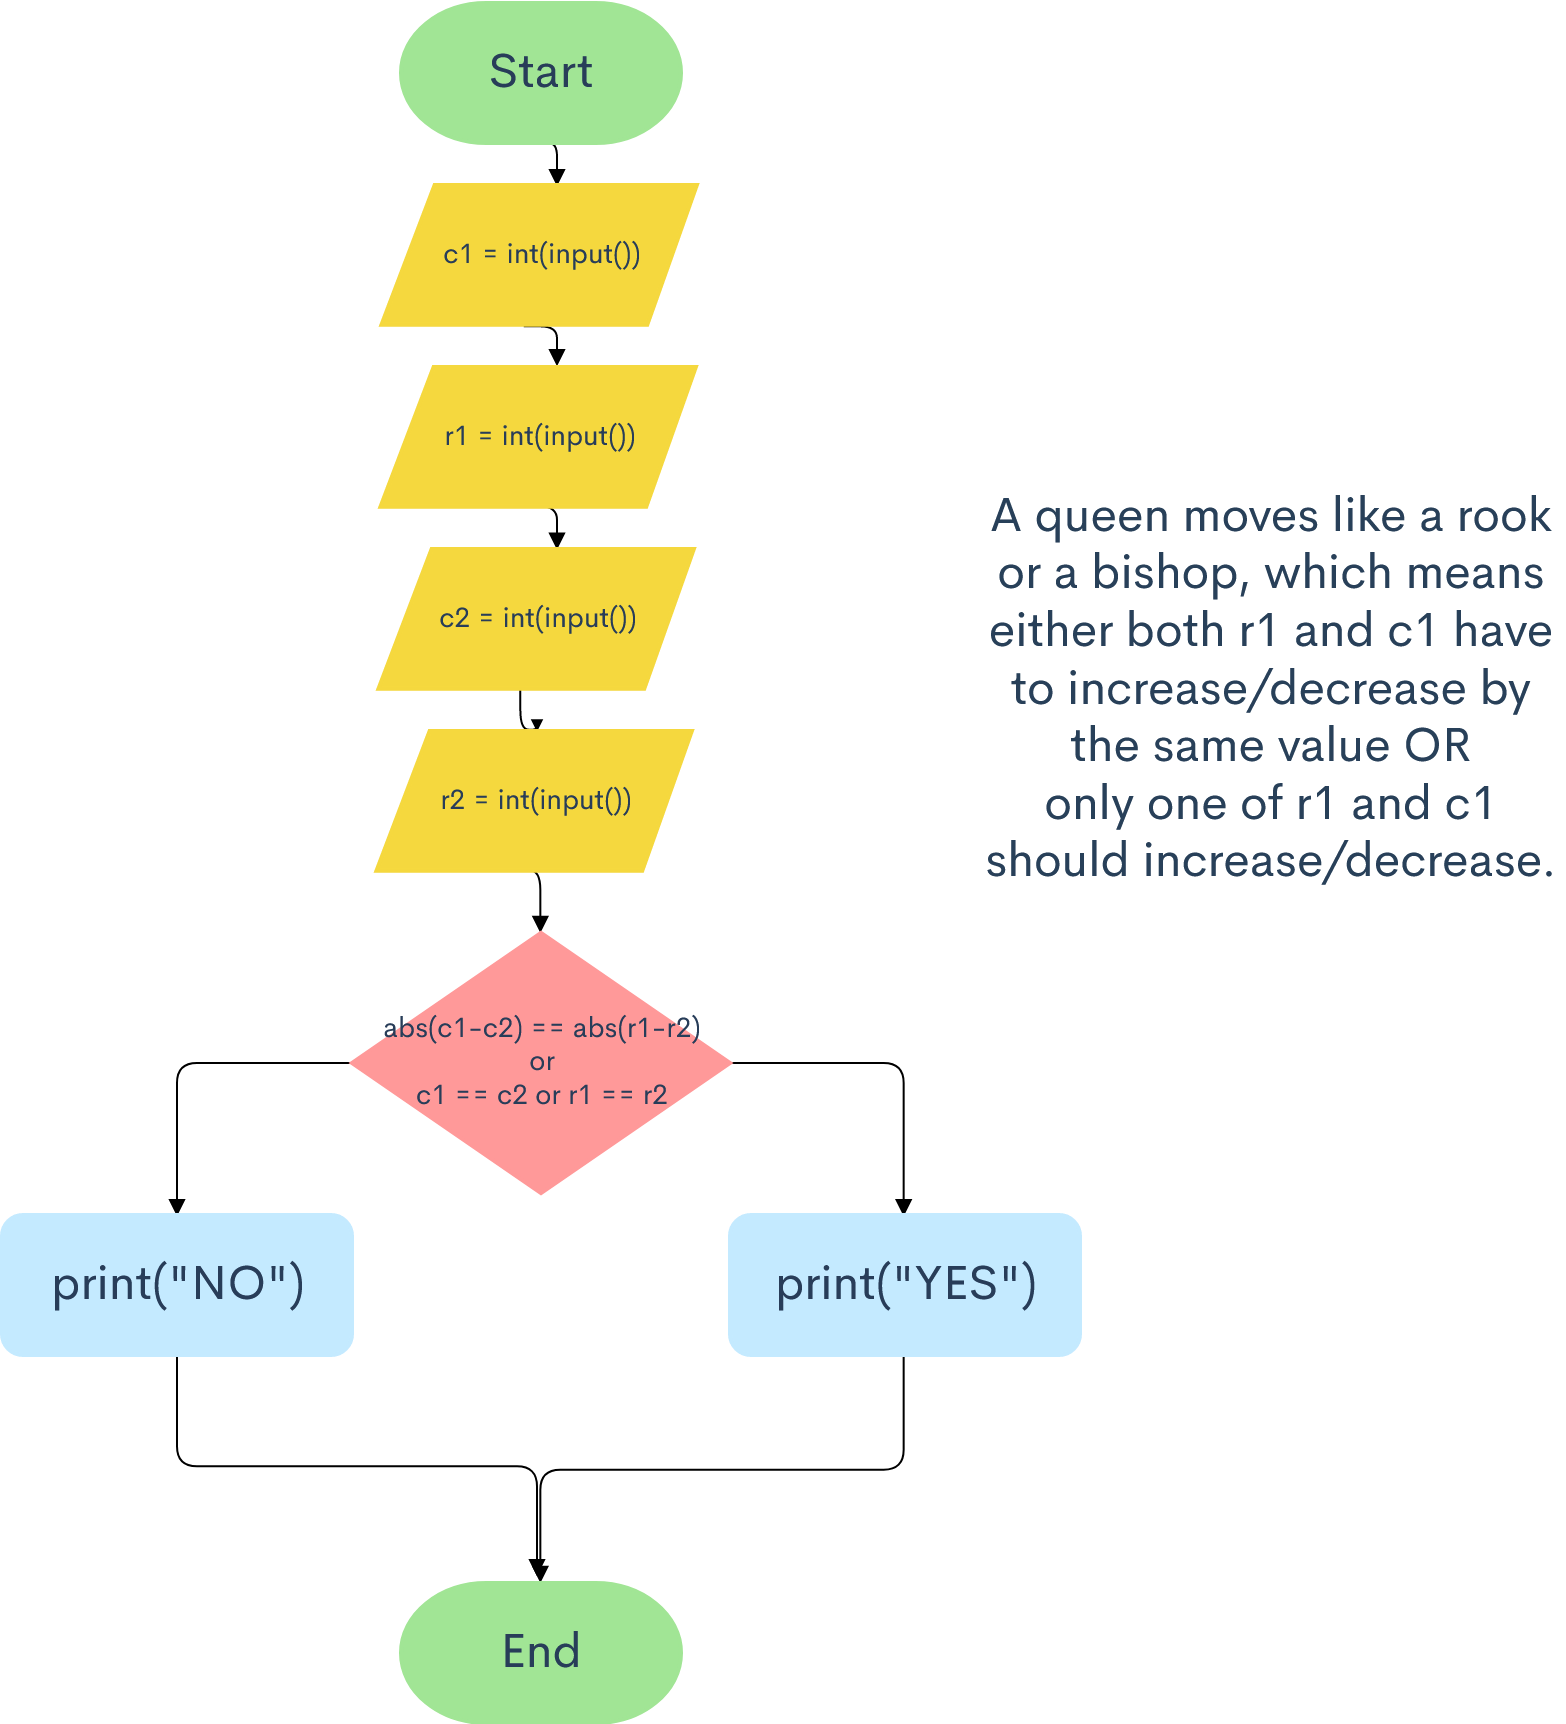 Start
c1 = int(input())
r1 = int(input())
c2 = int(input())
r2 = int(input())
A queen moves like a rook
or a bishop, which means
either both r1 and c1 have
to increase/decrease by
the same value OR
only one of r1 and c1
should increase/decrease.
abs(c1-c2) == abs(r1-r2)
or
c1 == c2 or r1 == r2
print("NO")
print("YES")
End